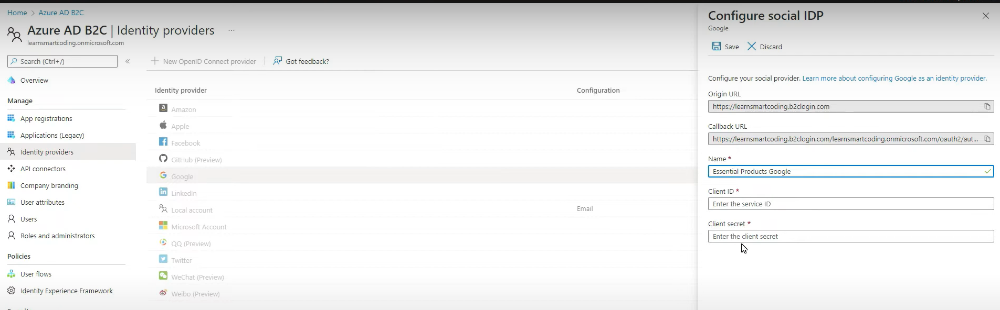 Home > Azure AD B2C
Azure AD B2C | Identity providers ...
learnsmartcoding.onmicrosoft.com
Search (Ctrl+/)
«
Overview
Manage
App registrations
Applications (Legacy)
Identity providers
API connectors
Company branding
User attributes
Users
Roles and administrators
Policies
User flows
Identity Experience Framework
New OpenID Connect provider
Got feedback?
Identity provider Configuration
Amazon
Apple
Facebook
GitHub (Preview)
Google
LinkedIn
Local account Email
Microsoft Account
QQ (Preview)
Twitter
WeChat (Preview)
Weibo (Preview)
Configure social IDP
Google
Save Discard
Configure your social provider. Learn more about configuring Google as an identity provider.
Origin URL
https://learnsmartcoding.b2clogin.com
Callback URL
https://learnsmartcoding.b2clogin.com/learnsmartcoding.onmicrosoft.com/oauth2/aut...
Name *
Essential Products Google
Client ID *
Enter the service ID
Client secret *
Enter the client secret